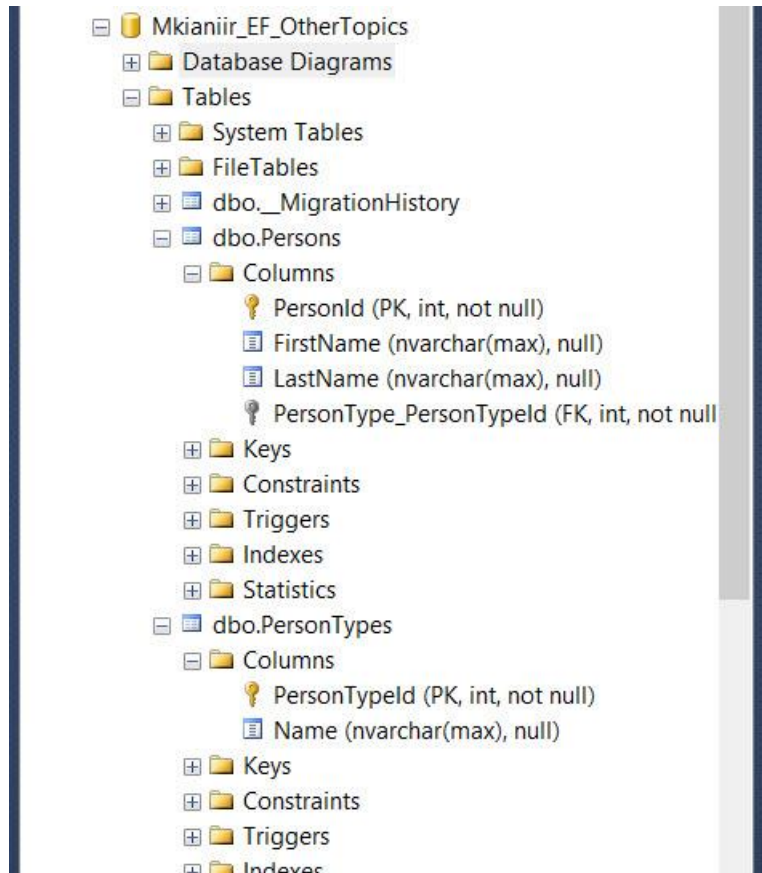 Mkianiir_EF_OtherTopics
Database Diagrams
Tables
System Tables
FileTables
dbo.__MigrationHistory
dbo.Persons
Columns
PersonId (PK, int, not null)
FirstName (nvarchar(max), null)
LastName (nvarchar(max), null)
PersonType_PersonTypeId (FK, int, not null
Keys
Constraints
Triggers
Indexes
Statistics
dbo.PersonTypes
Columns
PersonTypeId (PK, int, not null)
Name (nvarchar(max), null)
Keys
Constraints
Triggers
Indexes